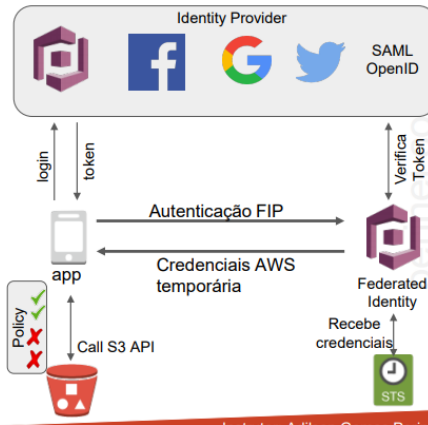 Identity Provider
SAML
OpenID
login
token
Verifica
Token
Autenticação FIP
app
Credenciais AWS
temporária
Federated
Identity
Policy
Call S3 API
Recebe
credenciais
STS